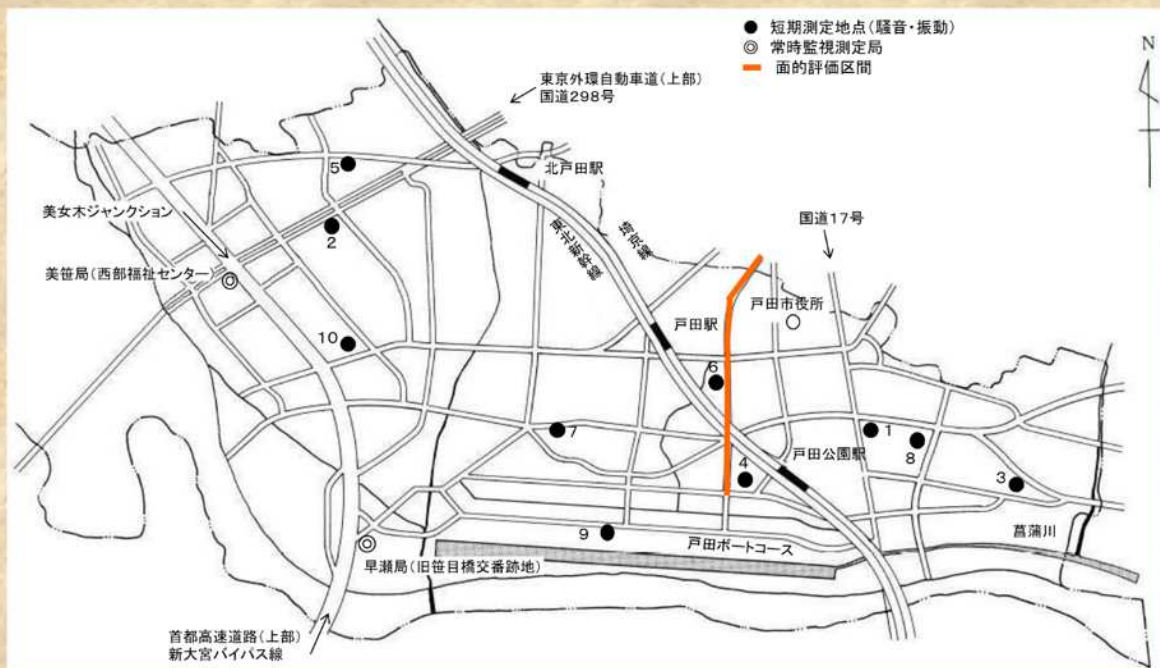 短期測定地点(騒音・振動)
常時監視測定局
面的評価区間
N
東京外環自動車道(上部)
国道298号
北戸田駅
5
美女木ジャンクション
2
国道17号
埼京線
東北新幹線
美笹局(西部福祉センター)
戸田駅
戸田市役所
10
6
7
1
8
戸田公園駅
4
3
9
戸田ボートコース
菖蒲川
早瀬局(旧笹目橋交番跡地)
首都高速道路(上部)
新大宮バイパス線